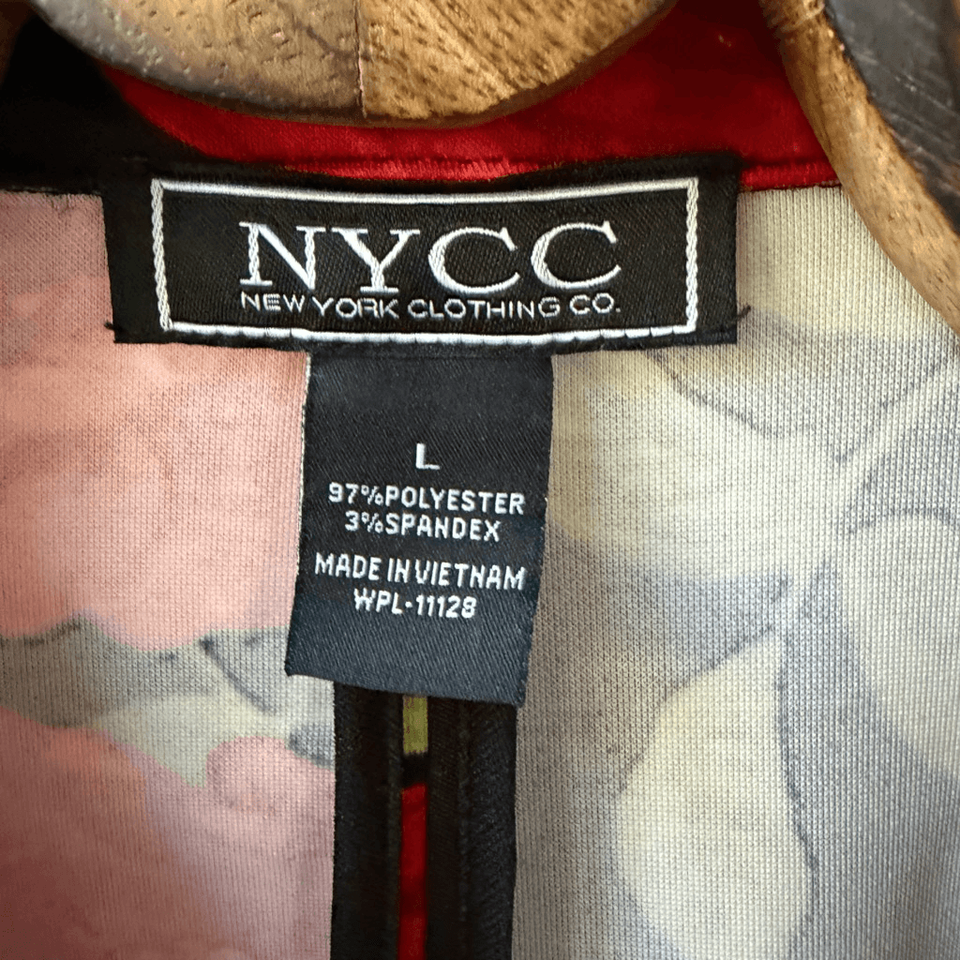 NYCC
NEW YORK CLOTHING CO.
L
97%POLYESTER
3%SPANDEX
MADE IN VIETNAM
WPL-11128